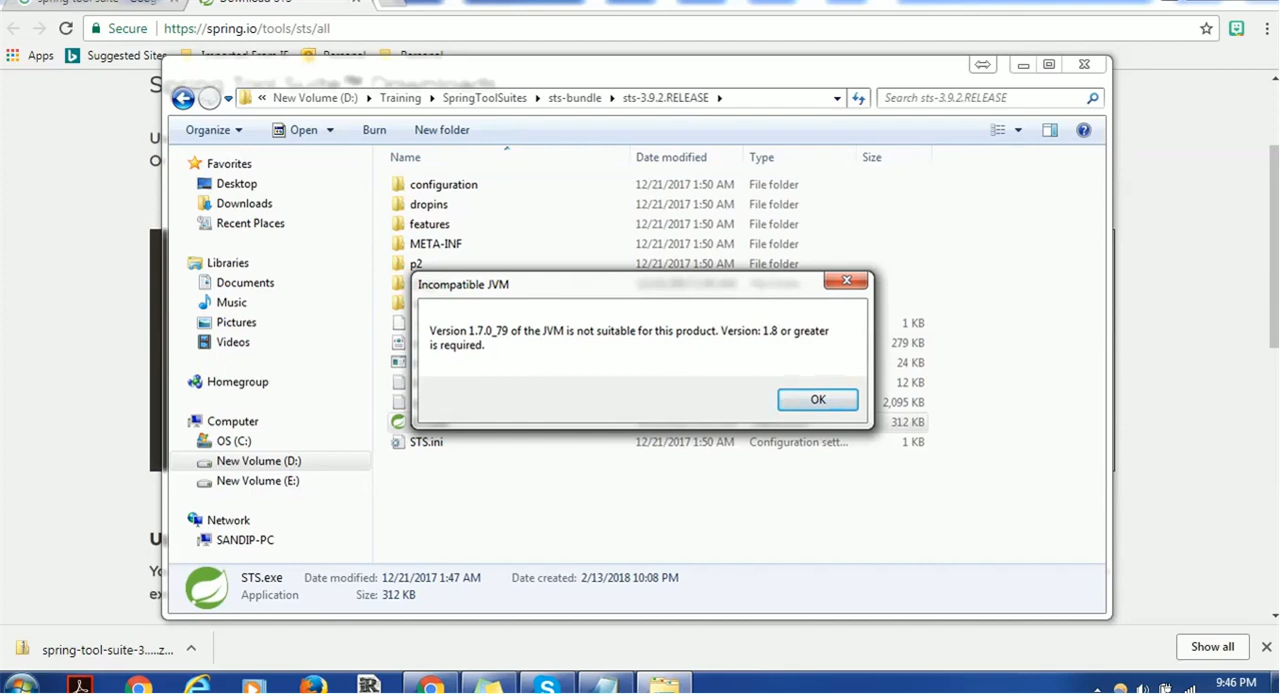 Secure
https://spring.io/tools/sts/all
Apps
Suggested Sites
New Volume (D:)
Training
SpringToolSuites
sts-bundle
sts-3.9.2.RELEASE
Search sts-3.9.2.RELEASE
Organize
Open
Burn
New folder
Name
Date modified
Type
Size
Favorites
Desktop
Downloads
Recent Places
Libraries
Documents
Music
Pictures
Videos
Homegroup
Computer
OS (C:)
New Volume (D:)
New Volume (E:)
Network
SANDIP-PC
configuration 12/21/2017 1:50 AM File folder
dropins 12/21/2017 1:50 AM File folder
features 12/21/2017 1:50 AM File folder
META-INF 12/21/2017 1:50 AM File folder
p2 12/21/2017 1:50 AM File folder
Incompatible JVM
Version 1.7.0_79 of the JVM is not suitable for this product. Version: 1.8 or greater
is required.
OK
1 KB
279 KB
24 KB
12 KB
2,095 KB
312 KB
STS.ini 12/21/2017 1:50 AM Configuration sett... 1 KB
STS.exe Date modified: 12/21/2017 1:47 AM Date created: 2/13/2018 10:08 PM
Application Size: 312 KB
spring-tool-suite-3.....z...
Show all
9:46 PM